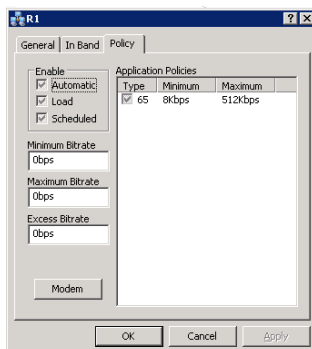 R1
General In Band Policy
Enable
Automatic
Load
Scheduled
Minimum Bitrate
0bps
Maximum Bitrate
0bps
Excess Bitrate
0bps
Modem
Application Policies
Type Minimum Maximum
65 8Kbps 512Kbps
OK Cancel Apply